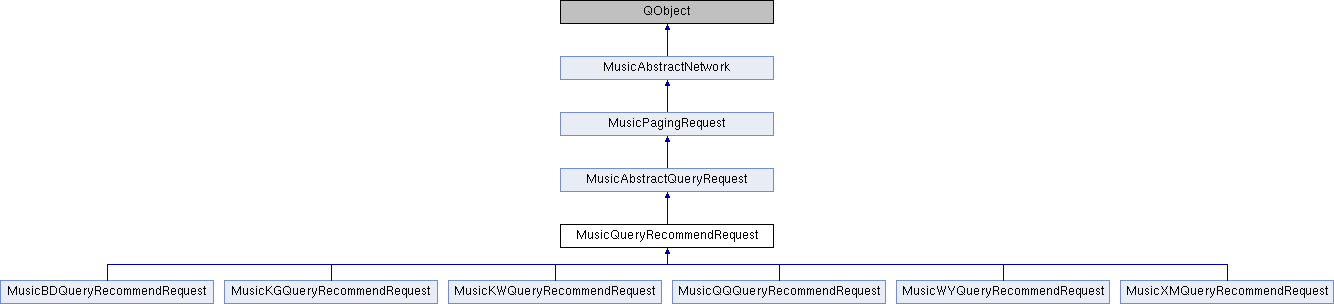 QObject
MusicAbstractNetwork
MusicPagingRequest
MusicAbstractQueryRequest
MusicQueryRecommendRequest
MusicBDQueryRecommendRequest
MusicKGQueryRecommendRequest
MusicKWQueryRecommendRequest
MusicQQQueryRecommendRequest
MusicWYQueryRecommendRequest
MusicXMQueryRecommendRequest